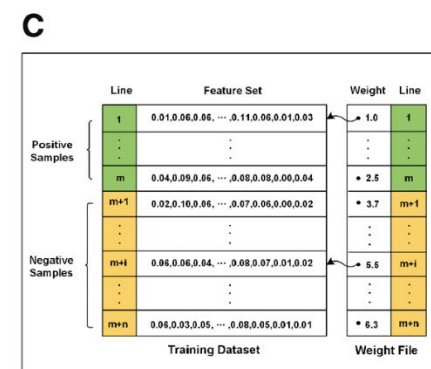 C
Line Feature Set Weight Line
1 0.01,0.06,0.06, ··· ,0.11,0.06,0.01,0.03 • 1.0 1
Positive
Samples
m 0.04,0.09,0.06, ··· ,0.08,0.08,0.00,0.04 • 2.5 m
m+1 0.02,0.10,0.06, ··· ,0.07,0.06,0.00,0.02 • 3.7 m+1
Negative
Samples
m+i 0.06,0.06,0.04, ··· ,0.08,0.07,0.01,0.02 • 5.5 m+i
m+n 0.06,0.03,0.05, ··· ,0.08,0.05,0.01,0.01 • 6.3 m+n
Training Dataset Weight File